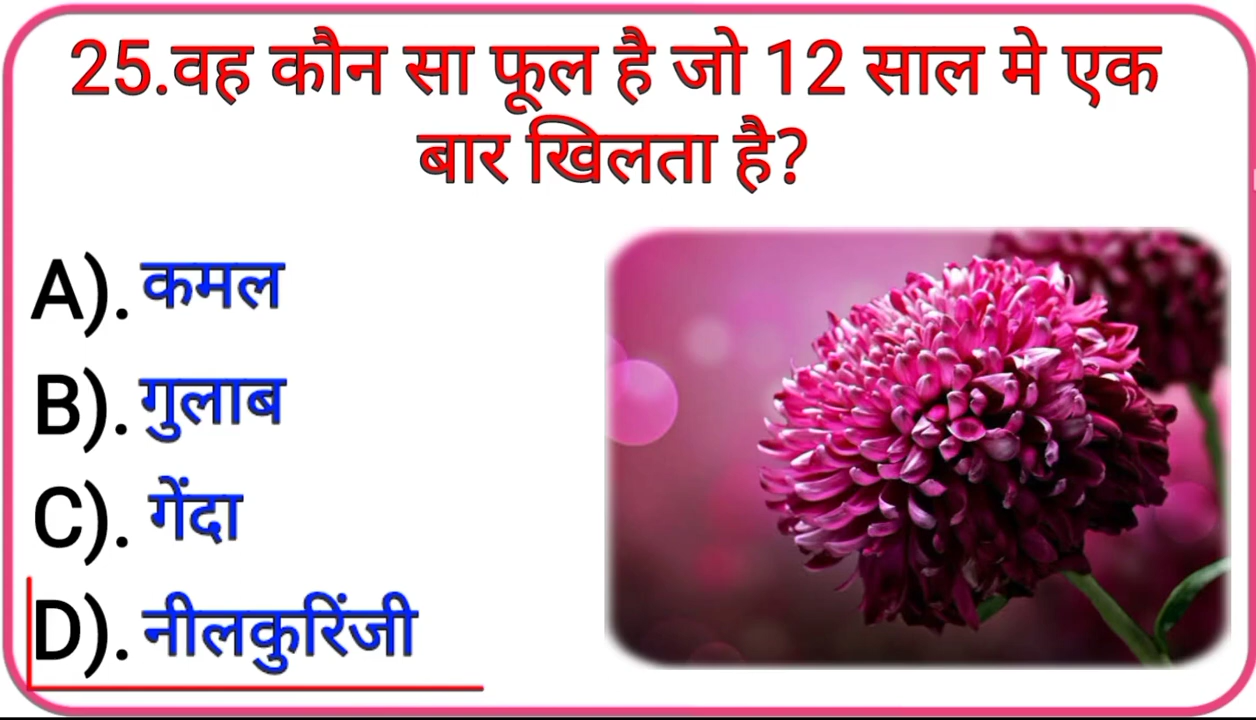 25.वह कौन सा फूल है जो 12 साल मे एक
बार खिलता है?
A). कमल
B). गुलाब
C). गेंदा
D). नीलकुरिंजी